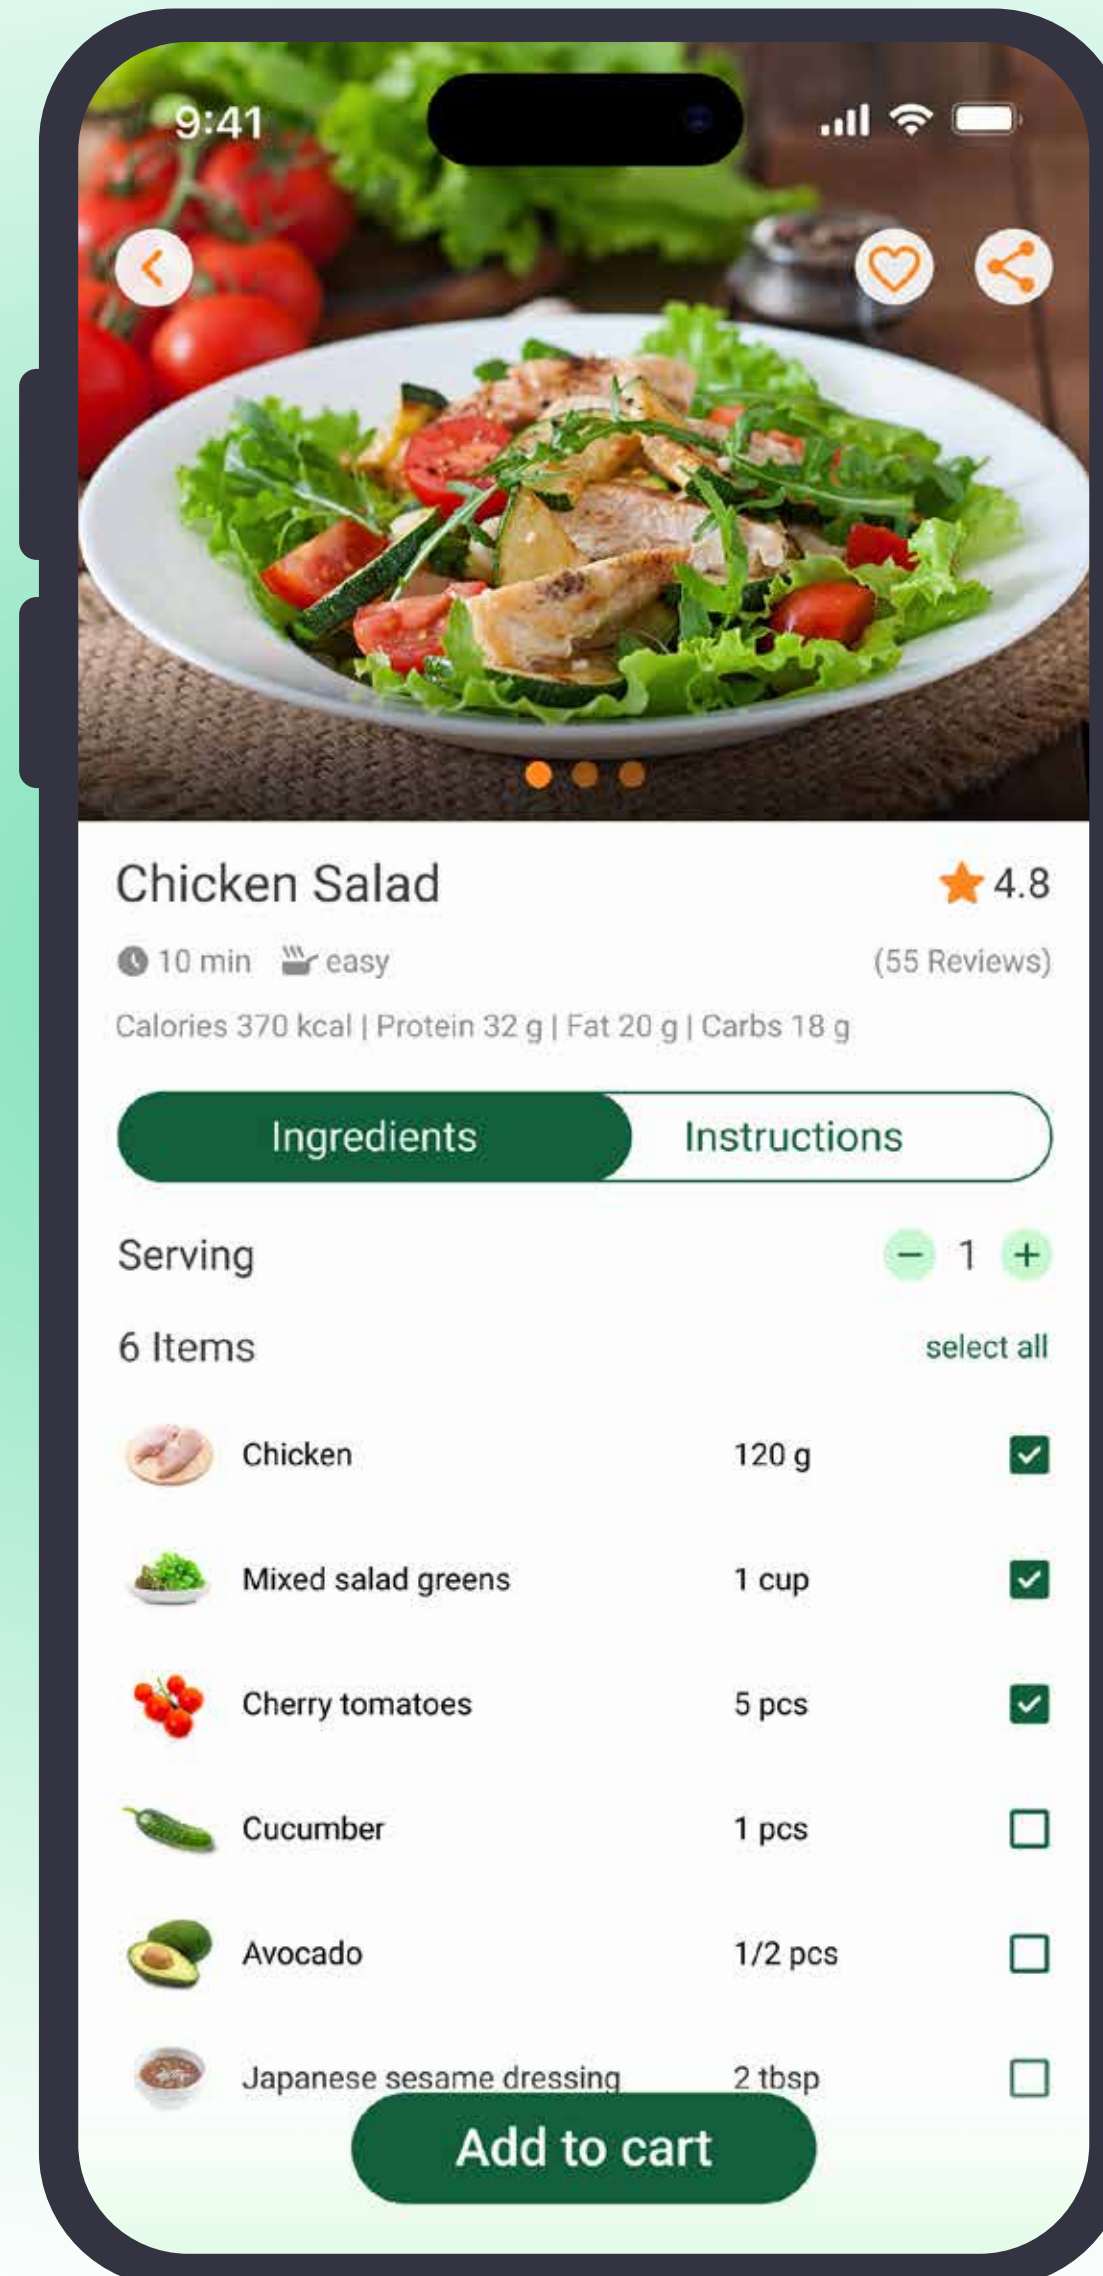 9:41
Chicken Salad 4.8
10 min easy (55 Reviews)
Calories 370 kcal | Protein 32 g | Fat 20 g | Carbs 18 g
Ingredients Instructions
Serving − 1 +
6 Items select all
Chicken 120 g
Mixed salad greens 1 cup
Cherry tomatoes 5 pcs
Cucumber 1 pcs
Avocado 1/2 pcs
Japanese sesame dressing 2 tbsp
Add to cart